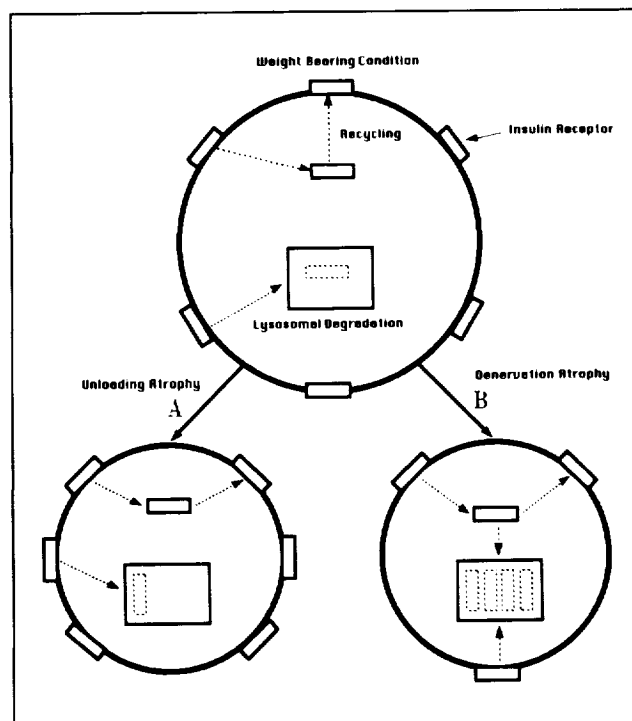 Weight Bearing Condition
Recycling
Insulin Receptor
Lysosomal Degradation
Unloading Atrophy
A
Denervation Atrophy
B